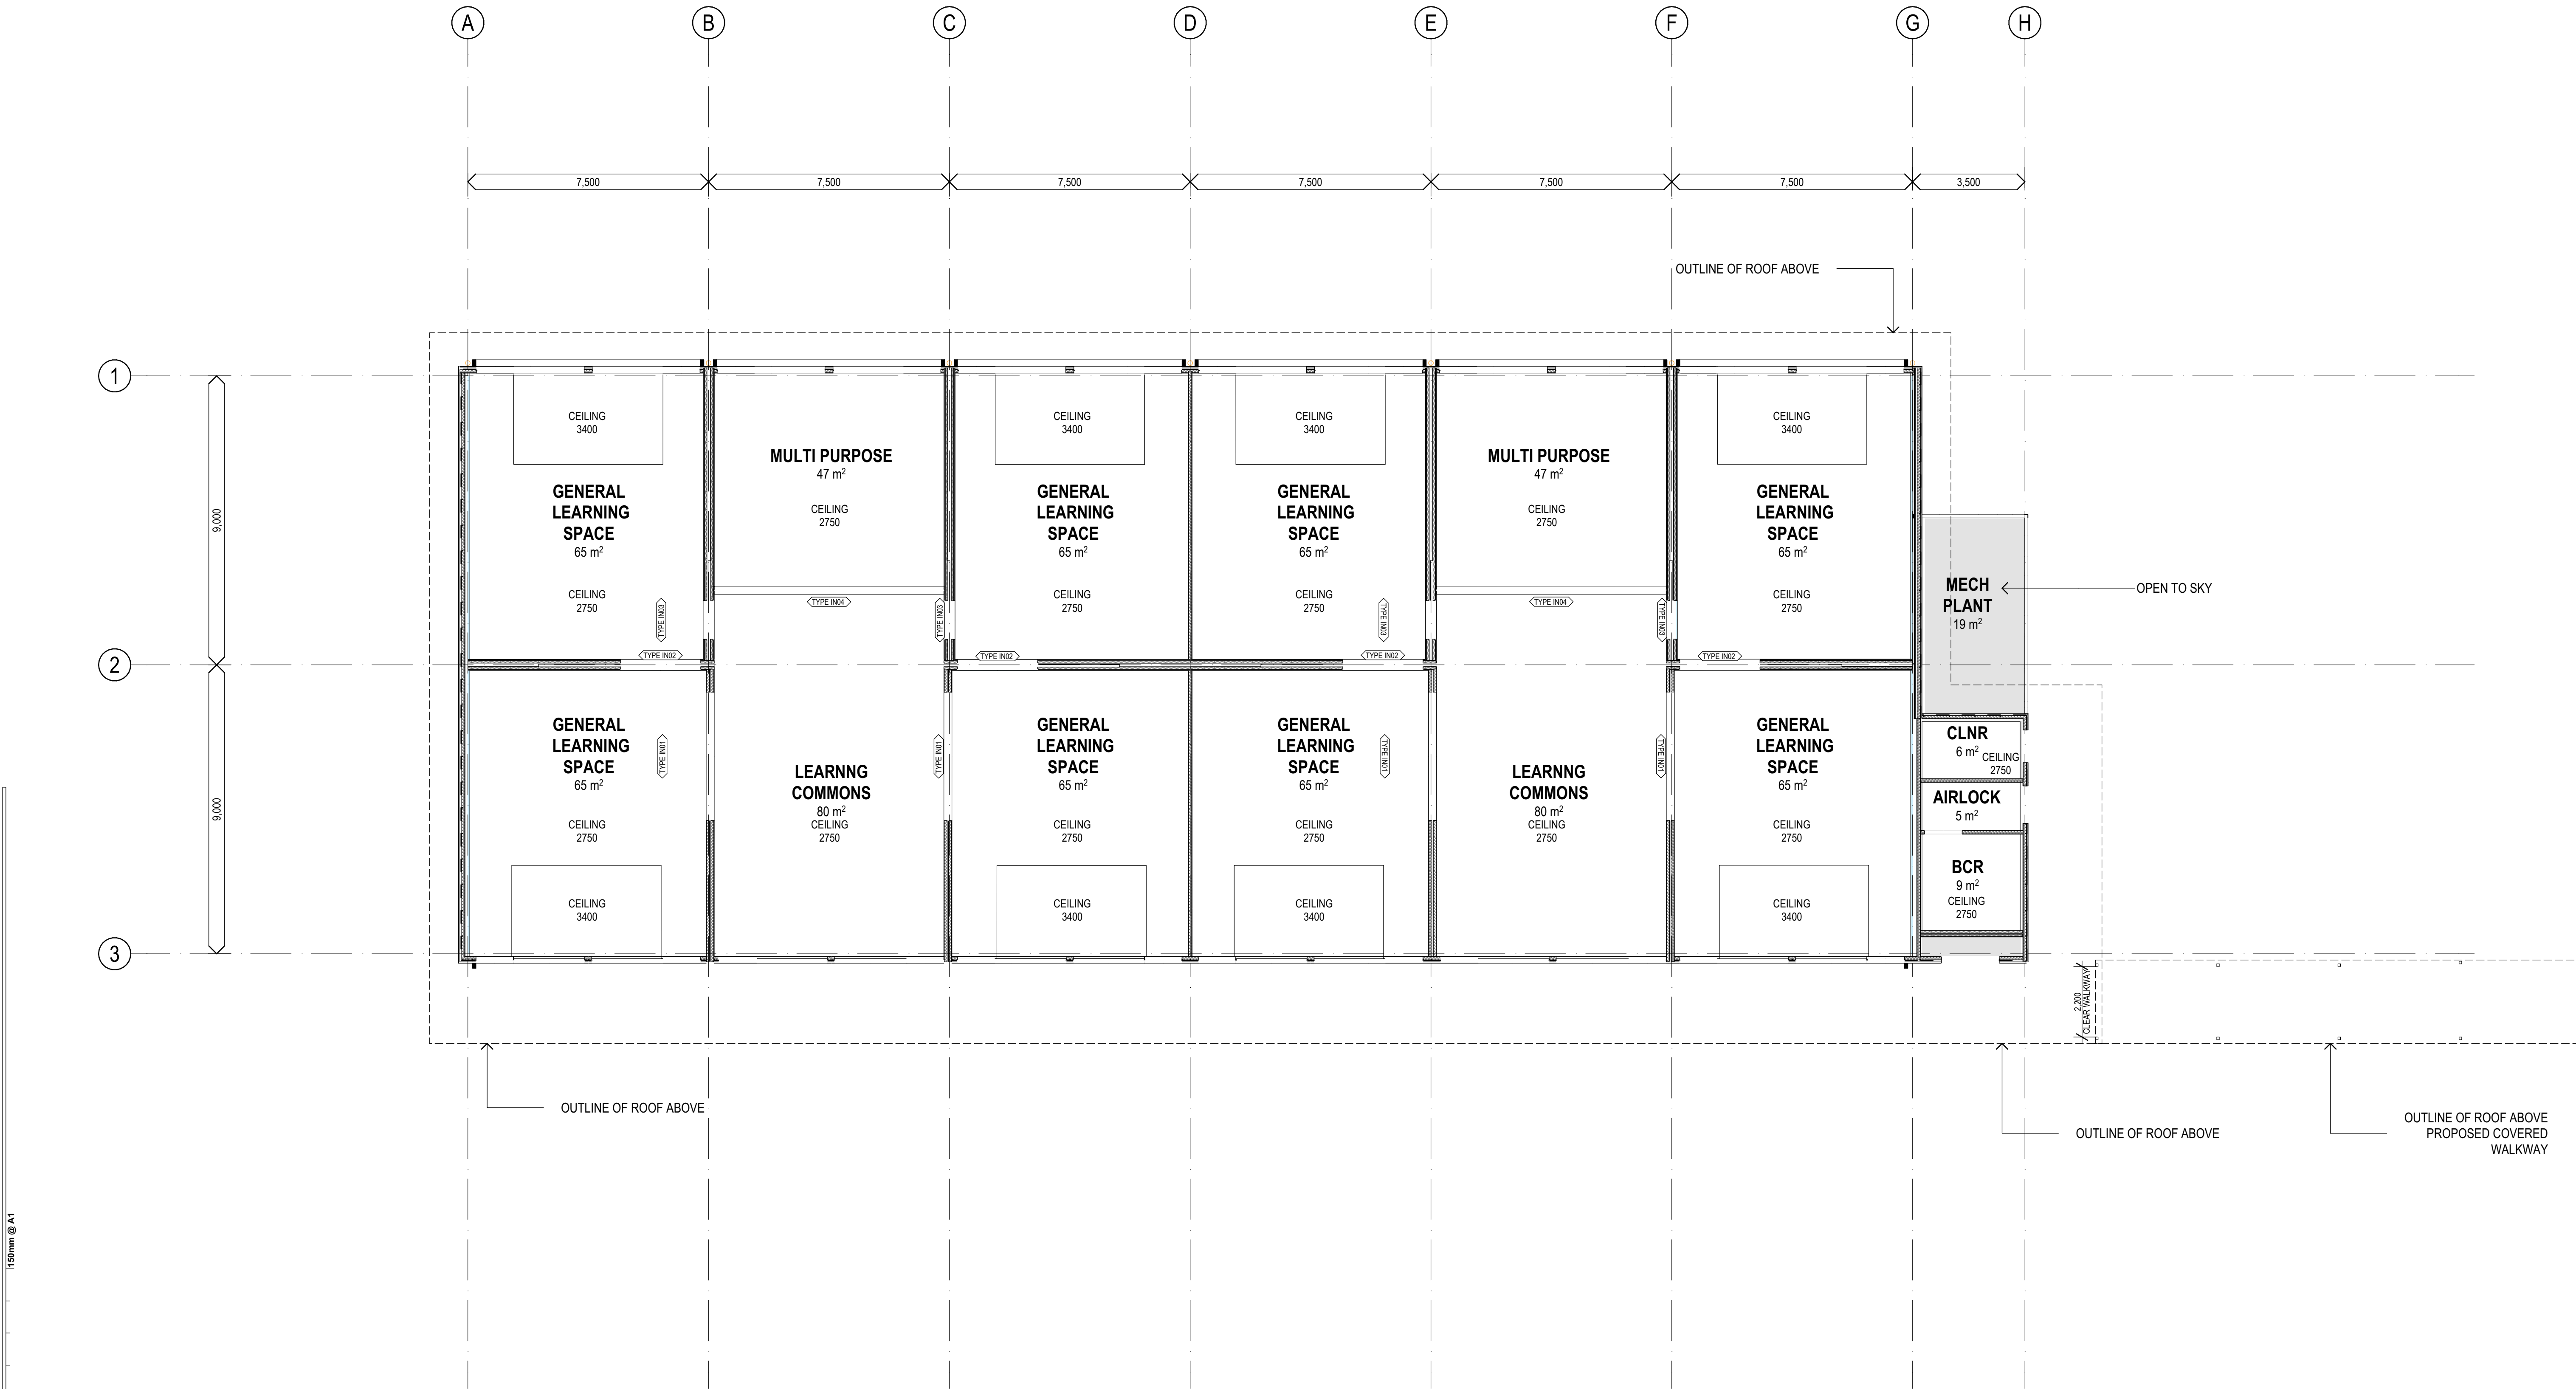 A B C D E F G H
7,500 7,500 7,500 7,500 7,500 7,500 3,500
OUTLINE OF ROOF ABOVE
1
2
3
9,000
9,000
CEILING
3400
GENERAL
LEARNING
SPACE
65 m²
CEILING
2750
TYPE IN03
TYPE IN02
MULTI PURPOSE
47 m²
CEILING
2750
TYPE IN04
TYPE IN03
CEILING
3400
GENERAL
LEARNING
SPACE
65 m²
CEILING
2750
TYPE IN02
CEILING
3400
GENERAL
LEARNING
SPACE
65 m²
CEILING
2750
TYPE IN03
TYPE IN02
MULTI PURPOSE
47 m²
CEILING
2750
TYPE IN04
TYPE IN03
CEILING
3400
GENERAL
LEARNING
SPACE
65 m²
CEILING
2750
TYPE IN02
MECH
PLANT
19 m²
OPEN TO SKY
GENERAL
LEARNING
SPACE
65 m²
CEILING
2750
CEILING
3400
TYPE IN01
LEARNNG
COMMONS
80 m²
CEILING
2750
TYPE IN01
GENERAL
LEARNING
SPACE
65 m²
CEILING
2750
CEILING
3400
GENERAL
LEARNING
SPACE
65 m²
CEILING
2750
CEILING
3400
TYPE IN01
LEARNNG
COMMONS
80 m²
CEILING
2750
TYPE IN01
GENERAL
LEARNING
SPACE
65 m²
CEILING
2750
CEILING
3400
CLNR
6 m²
CEILING
2750
AIRLOCK
5 m²
BCR
9 m²
CEILING
2750
2,200
CLEAR WALKWAY
OUTLINE OF ROOF ABOVE
OUTLINE OF ROOF ABOVE
OUTLINE OF ROOF ABOVE
PROPOSED COVERED
WALKWAY
150mm @ A1